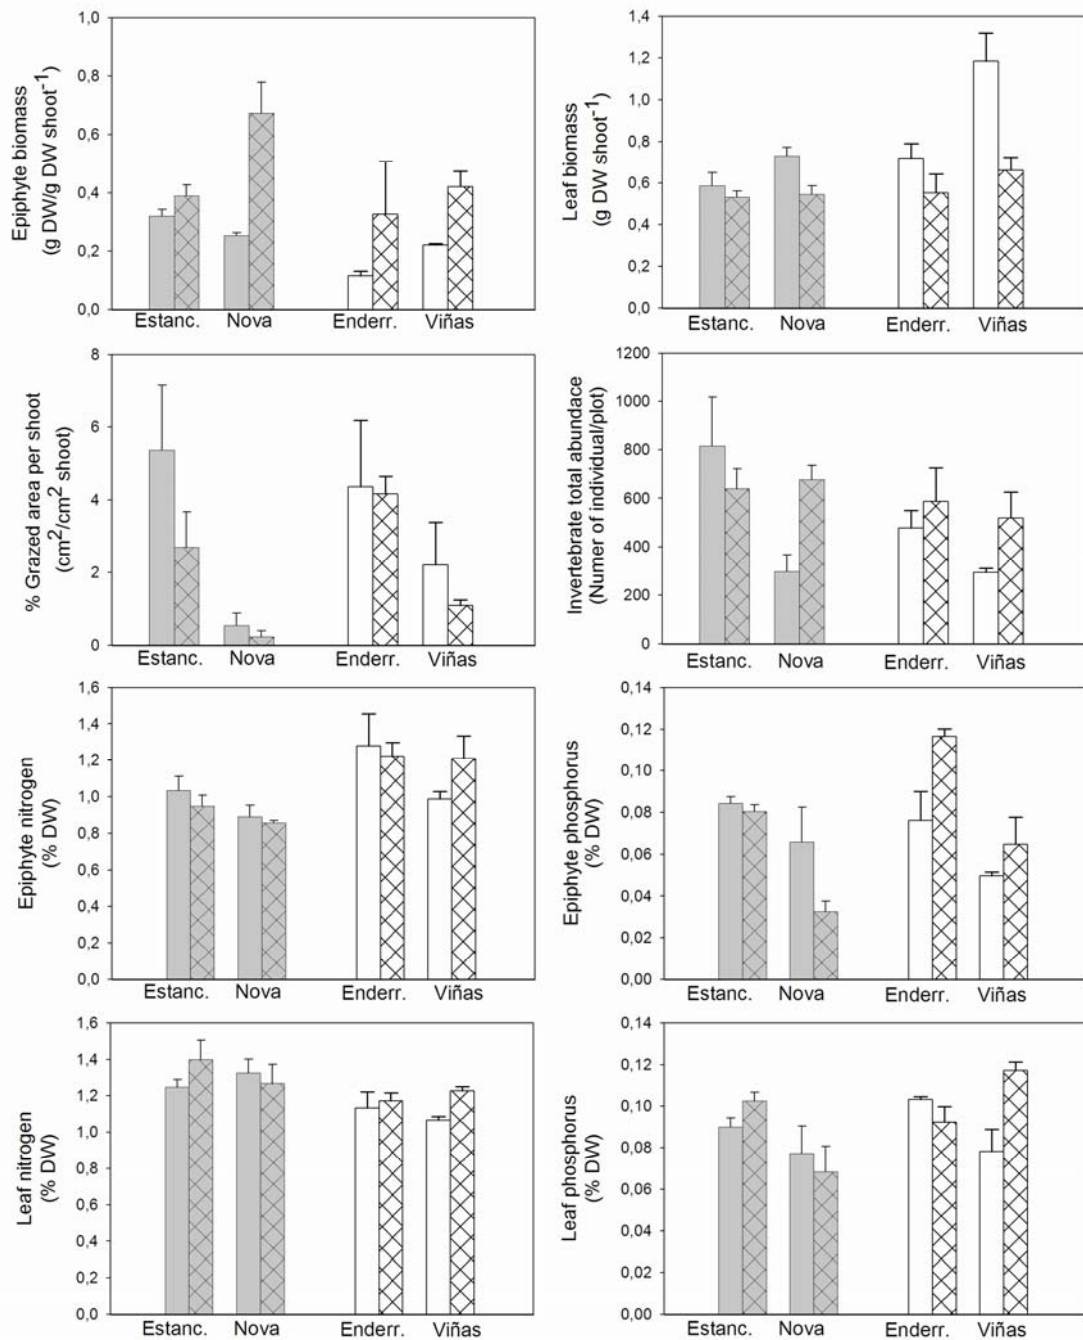 Epiphyte biomass
(g DW/g DW shoot-1)
1,0
0,8
0,6
0,4
0,2
0,0
Estanc. Nova Enderr. Viñas
Leaf biomass
(g DW shoot-1)
1,4
1,2
1,0
0,8
0,6
0,4
0,2
0,0
Estanc. Nova Enderr. Viñas
% Grazed area per shoot
(cm2/cm2 shoot)
8
6
4
2
0
Estanc. Nova Enderr. Viñas
Invertebrate total abundace
(Numer of individual/plot)
1200
1000
800
600
400
200
0
Estanc. Nova Enderr. Viñas
Epiphyte nitrogen
(% DW)
1,6
1,4
1,2
1,0
0,8
0,6
0,4
0,2
0,0
Estanc. Nova Enderr. Viñas
Epiphyte phosphorus
(% DW)
0,14
0,12
0,10
0,08
0,06
0,04
0,02
0,00
Estanc. Nova Enderr. Viñas
Leaf nitrogen
(% DW)
1,6
1,4
1,2
1,0
0,8
0,6
0,4
0,2
0,0
Estanc. Nova Enderr. Viñas
Leaf phosphorus
(% DW)
0,14
0,12
0,10
0,08
0,06
0,04
0,02
0,00
Estanc. Nova Enderr. Viñas